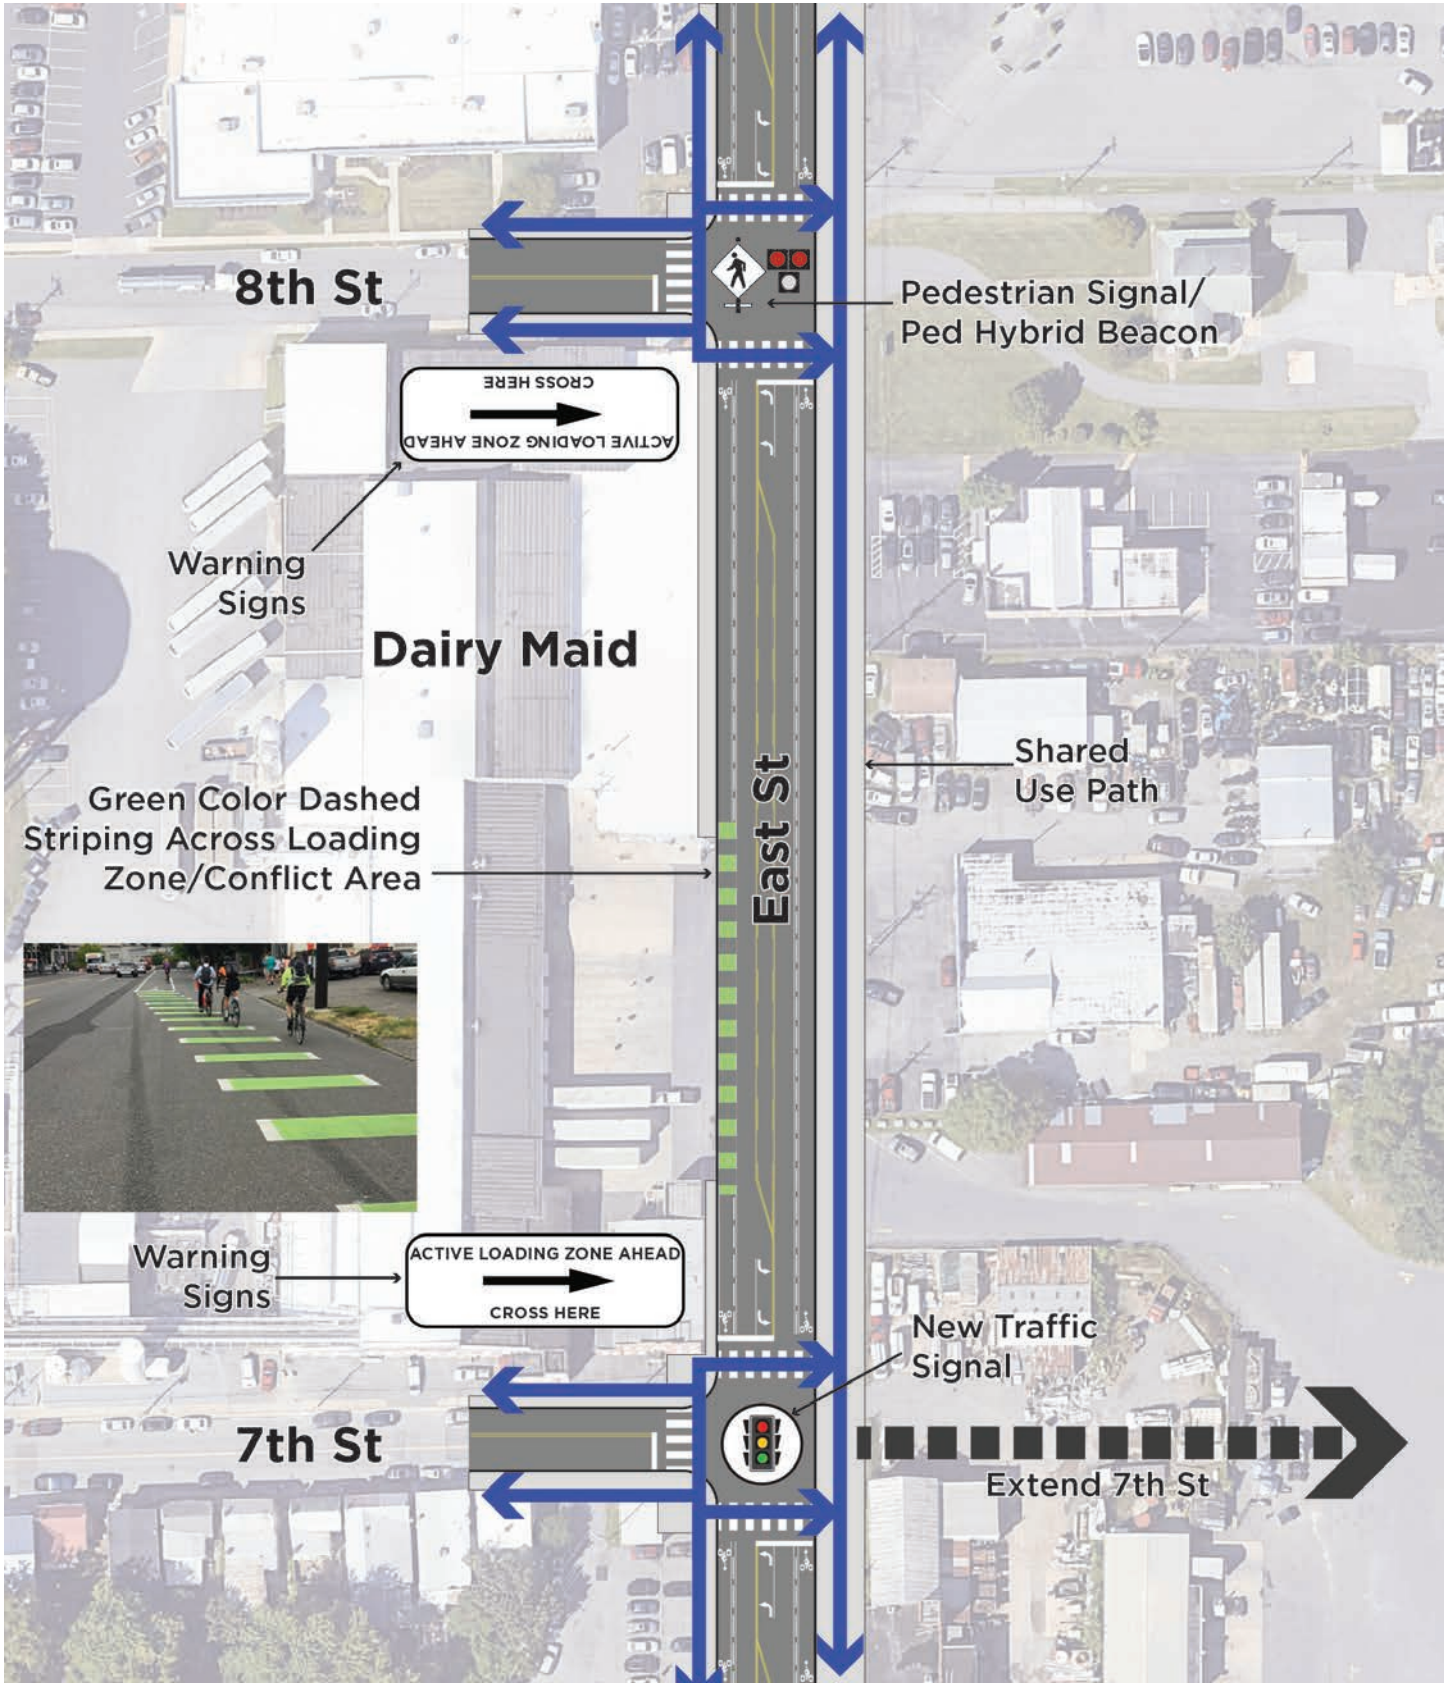 8th St
Pedestrian Signal/
Ped Hybrid Beacon
CROSS HERE
ACTIVE LOADING ZONE AHEAD
Warning
Signs
Dairy Maid
Shared
Use Path
East St
Green Color Dashed
Striping Across Loading
Zone/Conflict Area
ACTIVE LOADING ZONE AHEAD
CROSS HERE
Warning
Signs
New Traffic
Signal
7th St
Extend 7th St